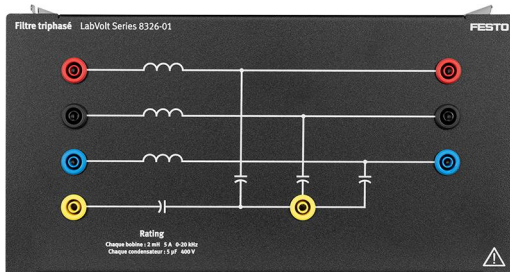 Filtre triphasé LabVolt Series 8326-01
FESTO
Rating
Chaque bobine : 2 mH 5 A 0-20 kHz
Chaque condensateur : 5 µf 400 V